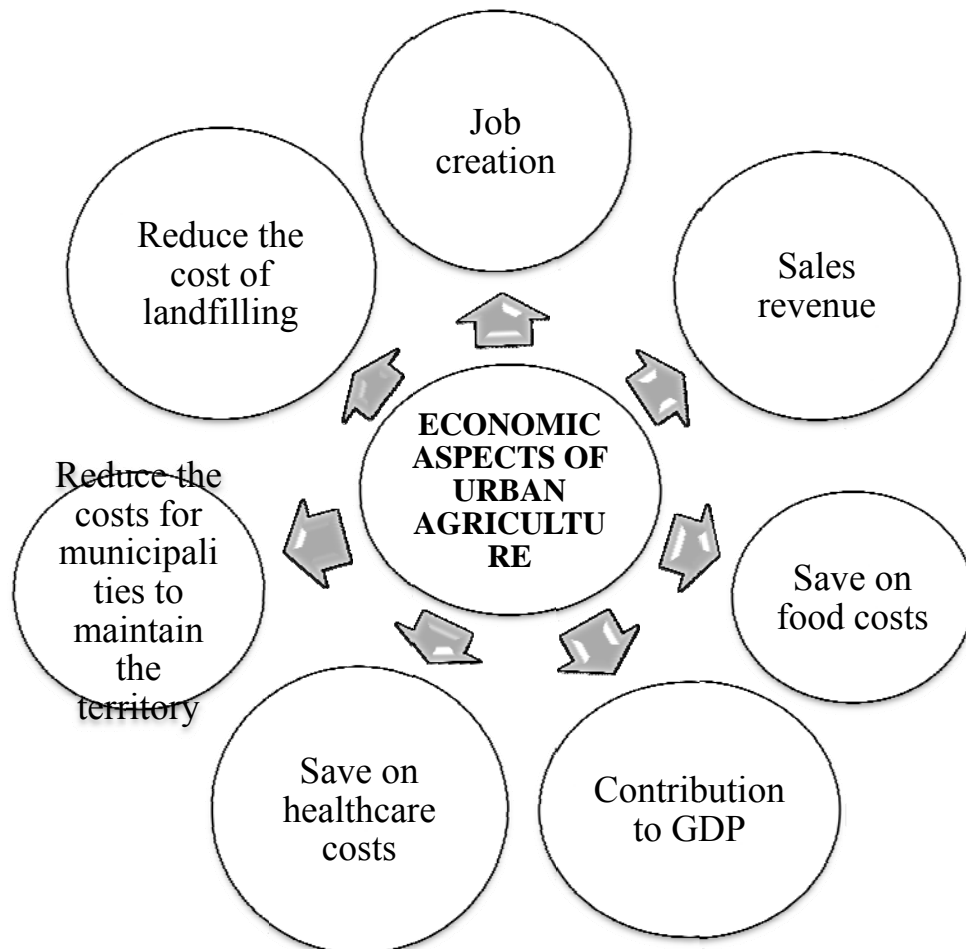 Job
creation
Sales
revenue
Save on
food costs
Contribution
to GDP
Save on
healthcare
costs
Reduce the
costs for
municipali
ties to
maintain
the
territory
Reduce the
cost of
landfilling
ECONOMIC
ASPECTS OF
URBAN
AGRICULTU
RE